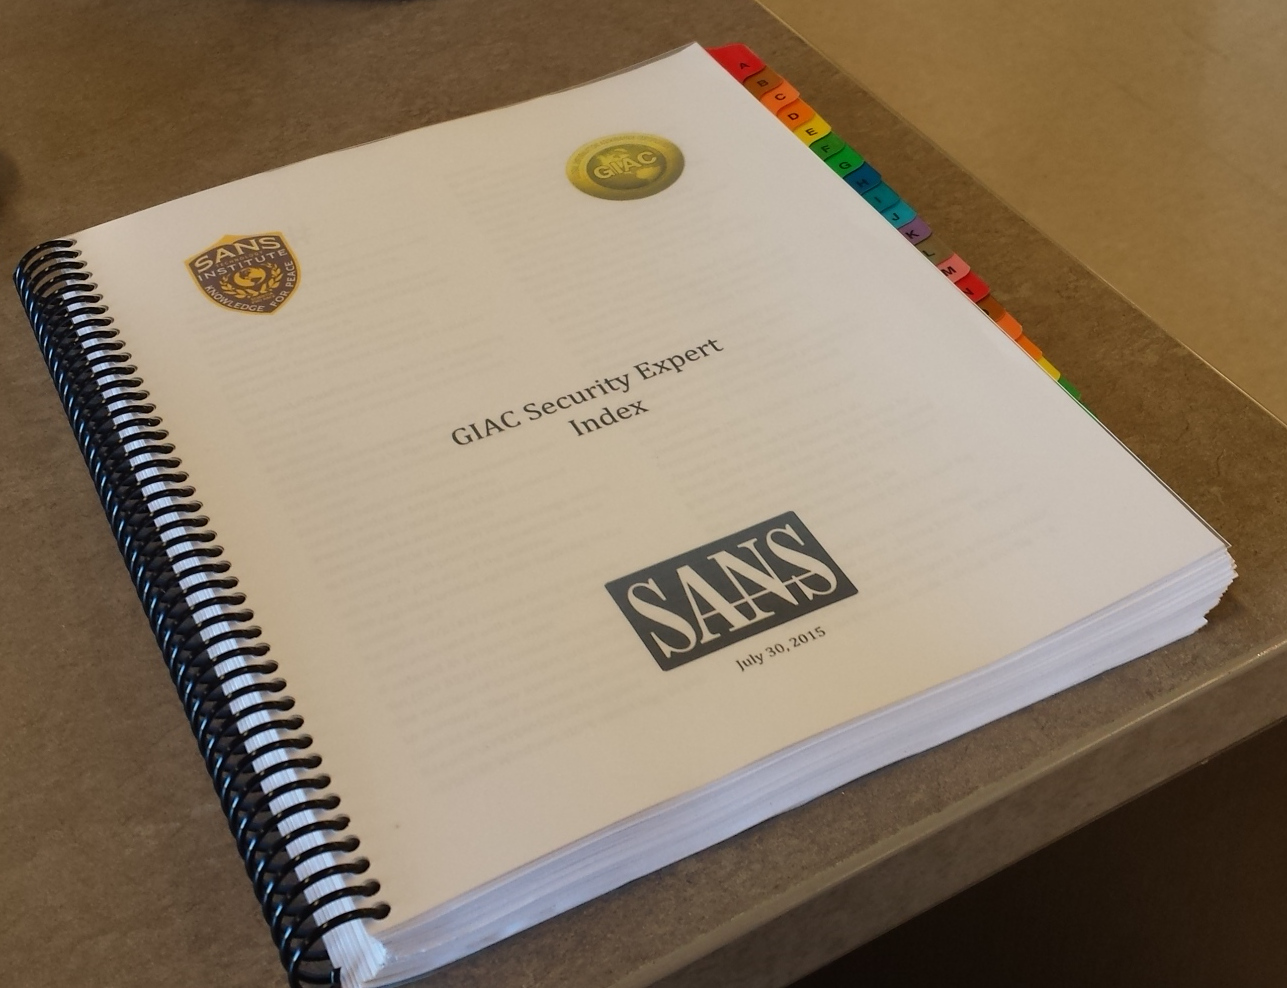 GIAC
SANS
INSTITUTE
KNOWLEDGE FOR PEACE
GIAC Security Expert
Index
SANS
July 30, 2015
A
B
C
D
E
F
G
H
I
J
K
L
M
N